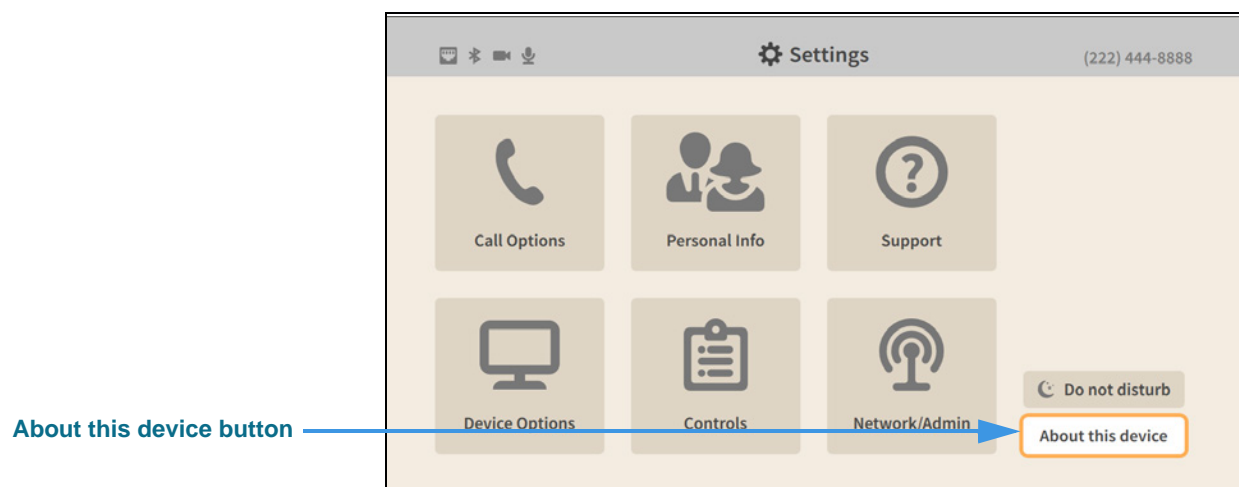 Settings
(222) 444-8888
Call Options
Personal Info
?
Support
Device Options
Controls
Network/Admin
Do not disturb
About this device button
About this device